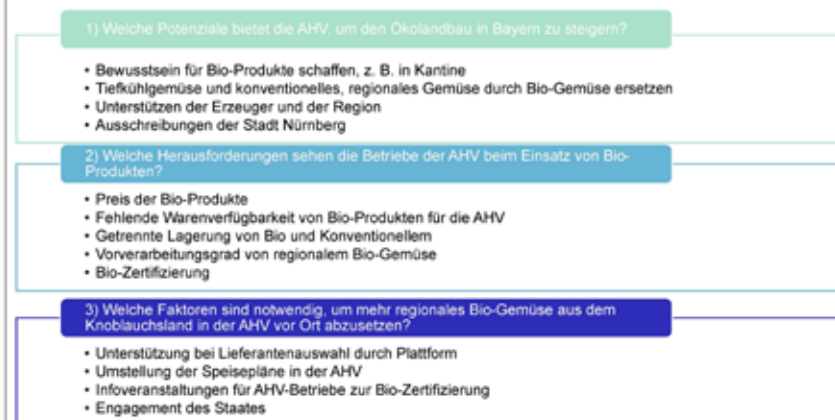 1) Welche Potenziale bietet die AHV, um den Ökolandbau in Bayern zu steigern?
• Bewusstsein für Bio-Produkte schaffen, z. B. in Kantine
• Tiefkühlgemüse und konventionelles, regionales Gemüse durch Bio-Gemüse ersetzen
• Unterstützen der Erzeuger und der Region
• Ausschreibungen der Stadt Nürnberg
2) Welche Herausforderungen sehen die Betriebe der AHV beim Einsatz von Bio-
Produkten?
• Preis der Bio-Produkte
• Fehlende Warenverfügbarkeit von Bio-Produkten für die AHV
• Getrennte Lagerung von Bio und Konventionellem
• Vorverarbeitungsgrad von regionalem Bio-Gemüse
• Bio-Zertifizierung
3) Welche Faktoren sind notwendig, um mehr regionales Bio-Gemüse aus dem
Knoblauchsland in der AHV vor Ort abzusetzen?
• Unterstützung bei Lieferantenauswahl durch Plattform
• Umstellung der Speisepläne in der AHV
• Infoveranstaltungen für AHV-Betriebe zur Bio-Zertifizierung
• Engagement des Staates